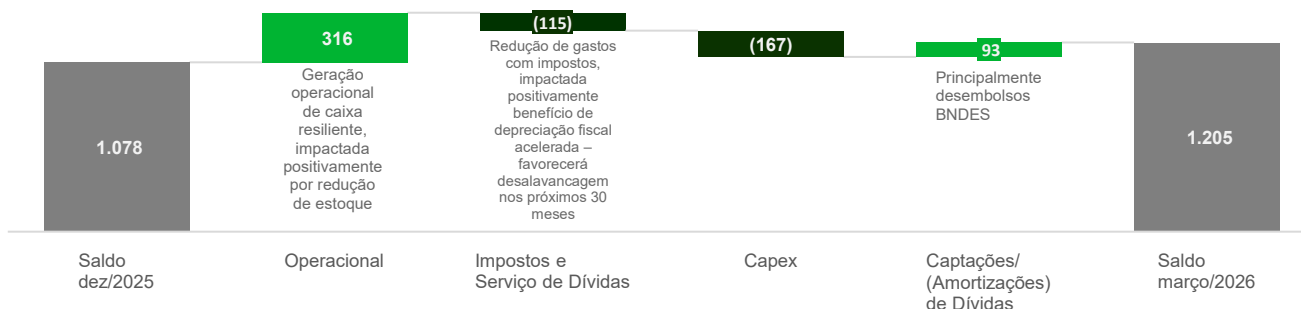 316
(115)
(167)
93
1.078
1.205
Geração
operacional
de caixa
resiliente,
impactada
positivamente
por redução
de estoque
Redução de gastos
com impostos,
impactada
positivamente
benefício de
depreciação fiscal
acelerada –
favorecerá
desalavancagem
nos próximos 30
meses
Principalmente
desembolsos
BNDES
Saldo
dez/2025
Operacional
Impostos e
Serviço de Dívidas
Capex
Captações/
(Amortizações)
de Dívidas
Saldo
março/2026